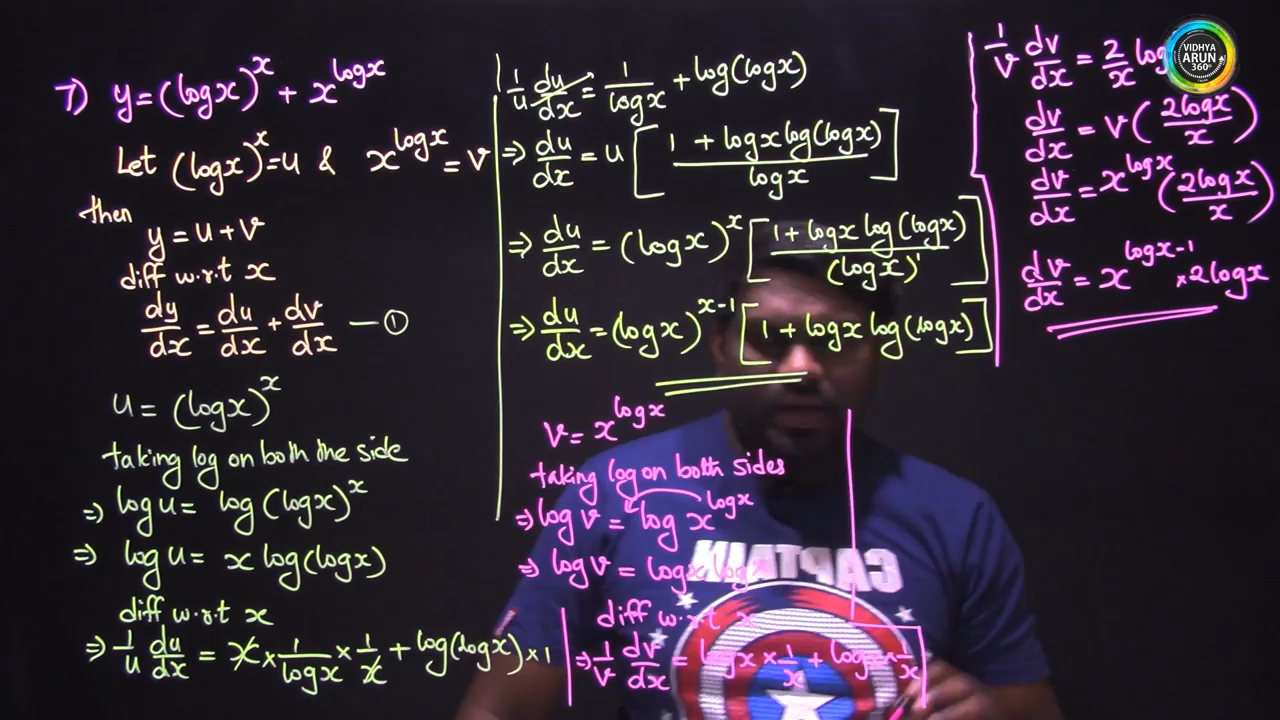 7) y = (log x)^x + x^{log x}
Let (log x)^x = u & x^{log x} = v
then
y = u + v
diff w.r.t x
dy/dx = du/dx + dv/dx — ①
u = (log x)^x
taking log on both the side
⇒ log u = log (log x)^x
⇒ log u = x log(log x)
diff w.r.t x
⇒ 1/u du/dx = x × 1/log x × 1/x + log(log x) × 1
1/u du/dx = 1/log x + log(log x)
⇒ du/dx = u [ (1 + log x log(log x)) / log x ]
⇒ du/dx = (log x)^x [ (1 + log x log(log x)) / (log x)^1 ]
⇒ du/dx = (log x)^{x-1} [ 1 + log x log(log x) ]
v = x^{log x}
taking log on both sides
⇒ log v = log x^{log x}
⇒ log v = log x log x
diff w.r.t x
⇒ 1/v dv/dx = log x × 1/x + log x × 1/x
1/v dv/dx = 2/x log
dv/dx = v (2 log x / x)
dv/dx = x^{log x} (2 log x / x)
dv/dx = x^{log x - 1} × 2 log x
VIDHYA
ARUN
360°
CAPTAIN